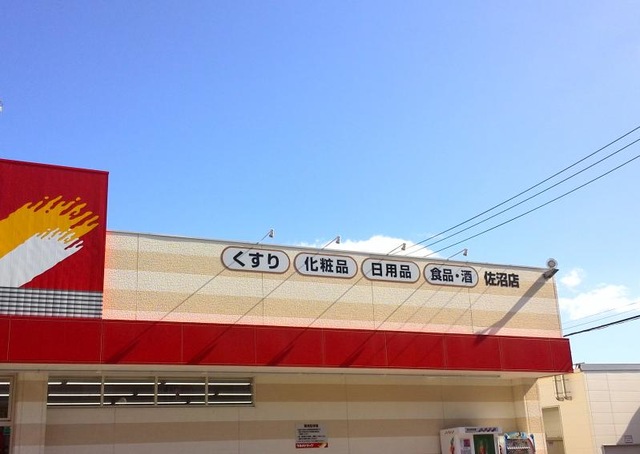 くすり 化粧品 日用品 食品・酒 佐沼店